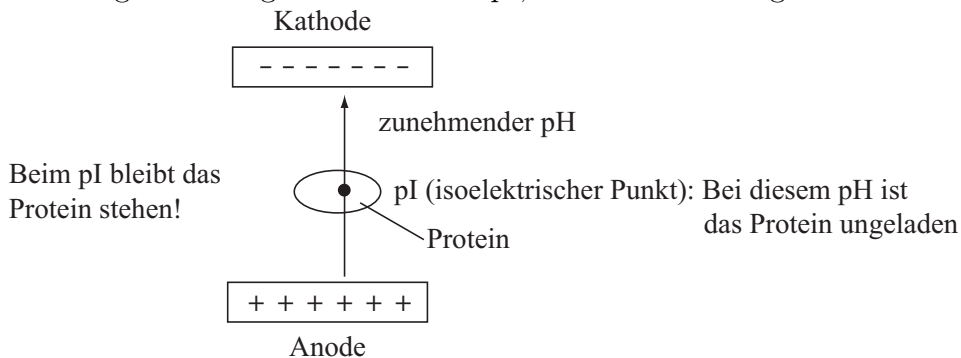 Kathode
– – – – – – –
zunehmender pH
Beim pI bleibt das
Protein stehen!
pI (isoelektrischer Punkt): Bei diesem pH ist
das Protein ungeladen
Protein
+ + + + + +
Anode